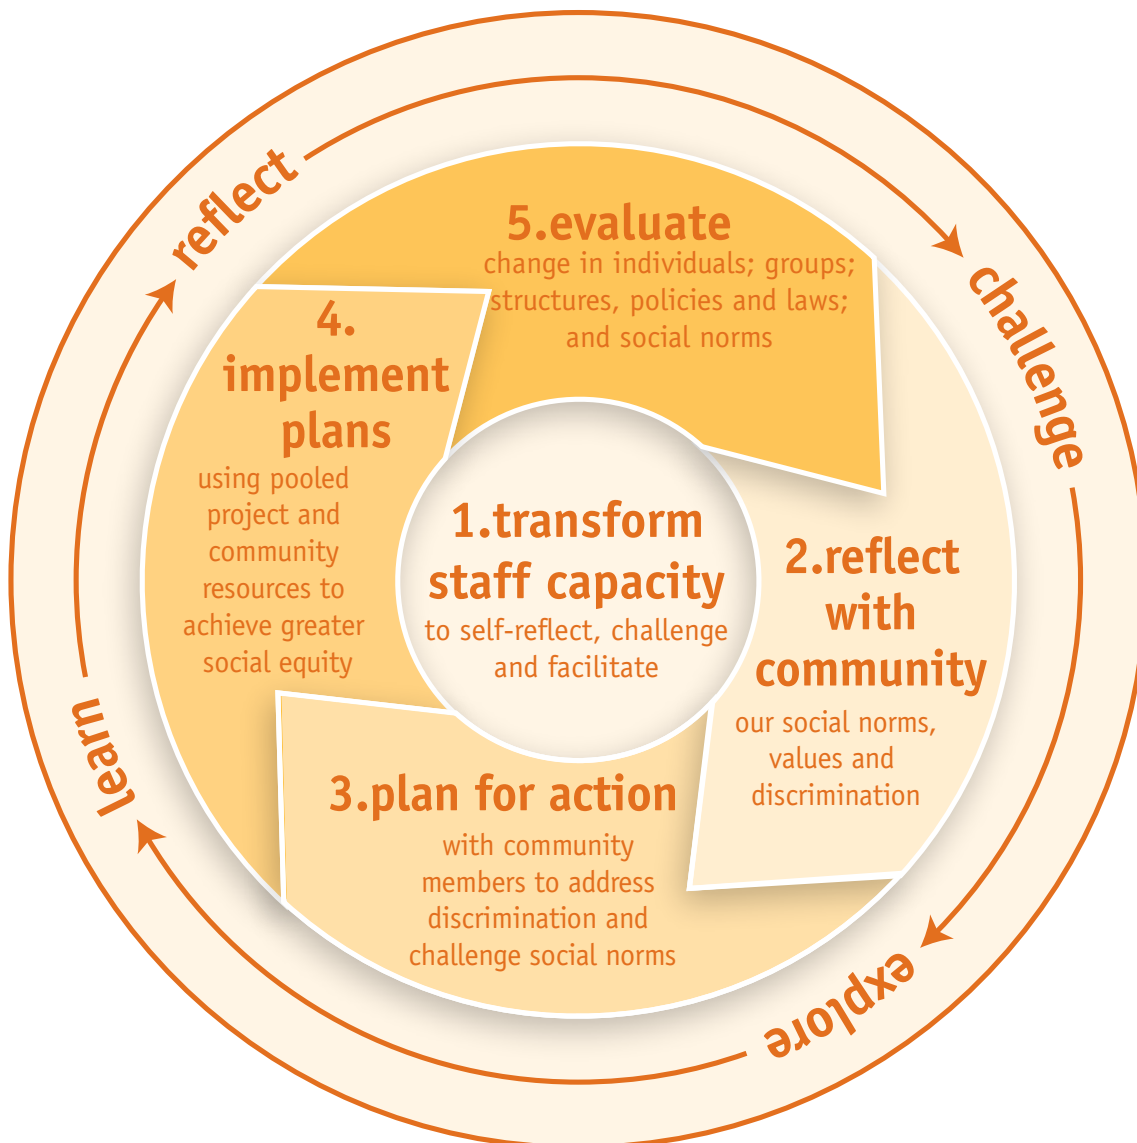 reflect
challenge
explore
learn
1.transform
staff capacity
to self-reflect, challenge
and facilitate
2.reflect
with
community
our social norms,
values and
discrimination
3.plan for action
with community
members to address
discrimination and
challenge social norms
4.
implement
plans
using pooled
project and
community
resources to
achieve greater
social equity
5.evaluate
change in individuals; groups;
structures, policies and laws;
and social norms